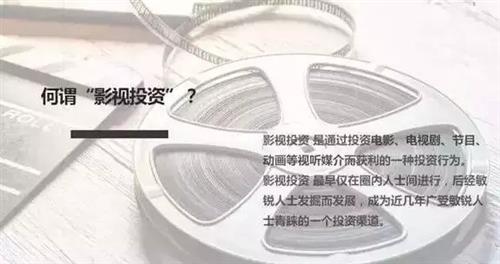 何谓“影视投资”？
影视投资 是通过投资电影、电视剧、节目、
动画等视听媒介而获利的一种投资行为。
影视投资 最早仅在圈内人士间进行，后经敏
锐人士发掘而发展，成为近几年广受敏锐人
士青睐的一个投资渠道。
ROLL